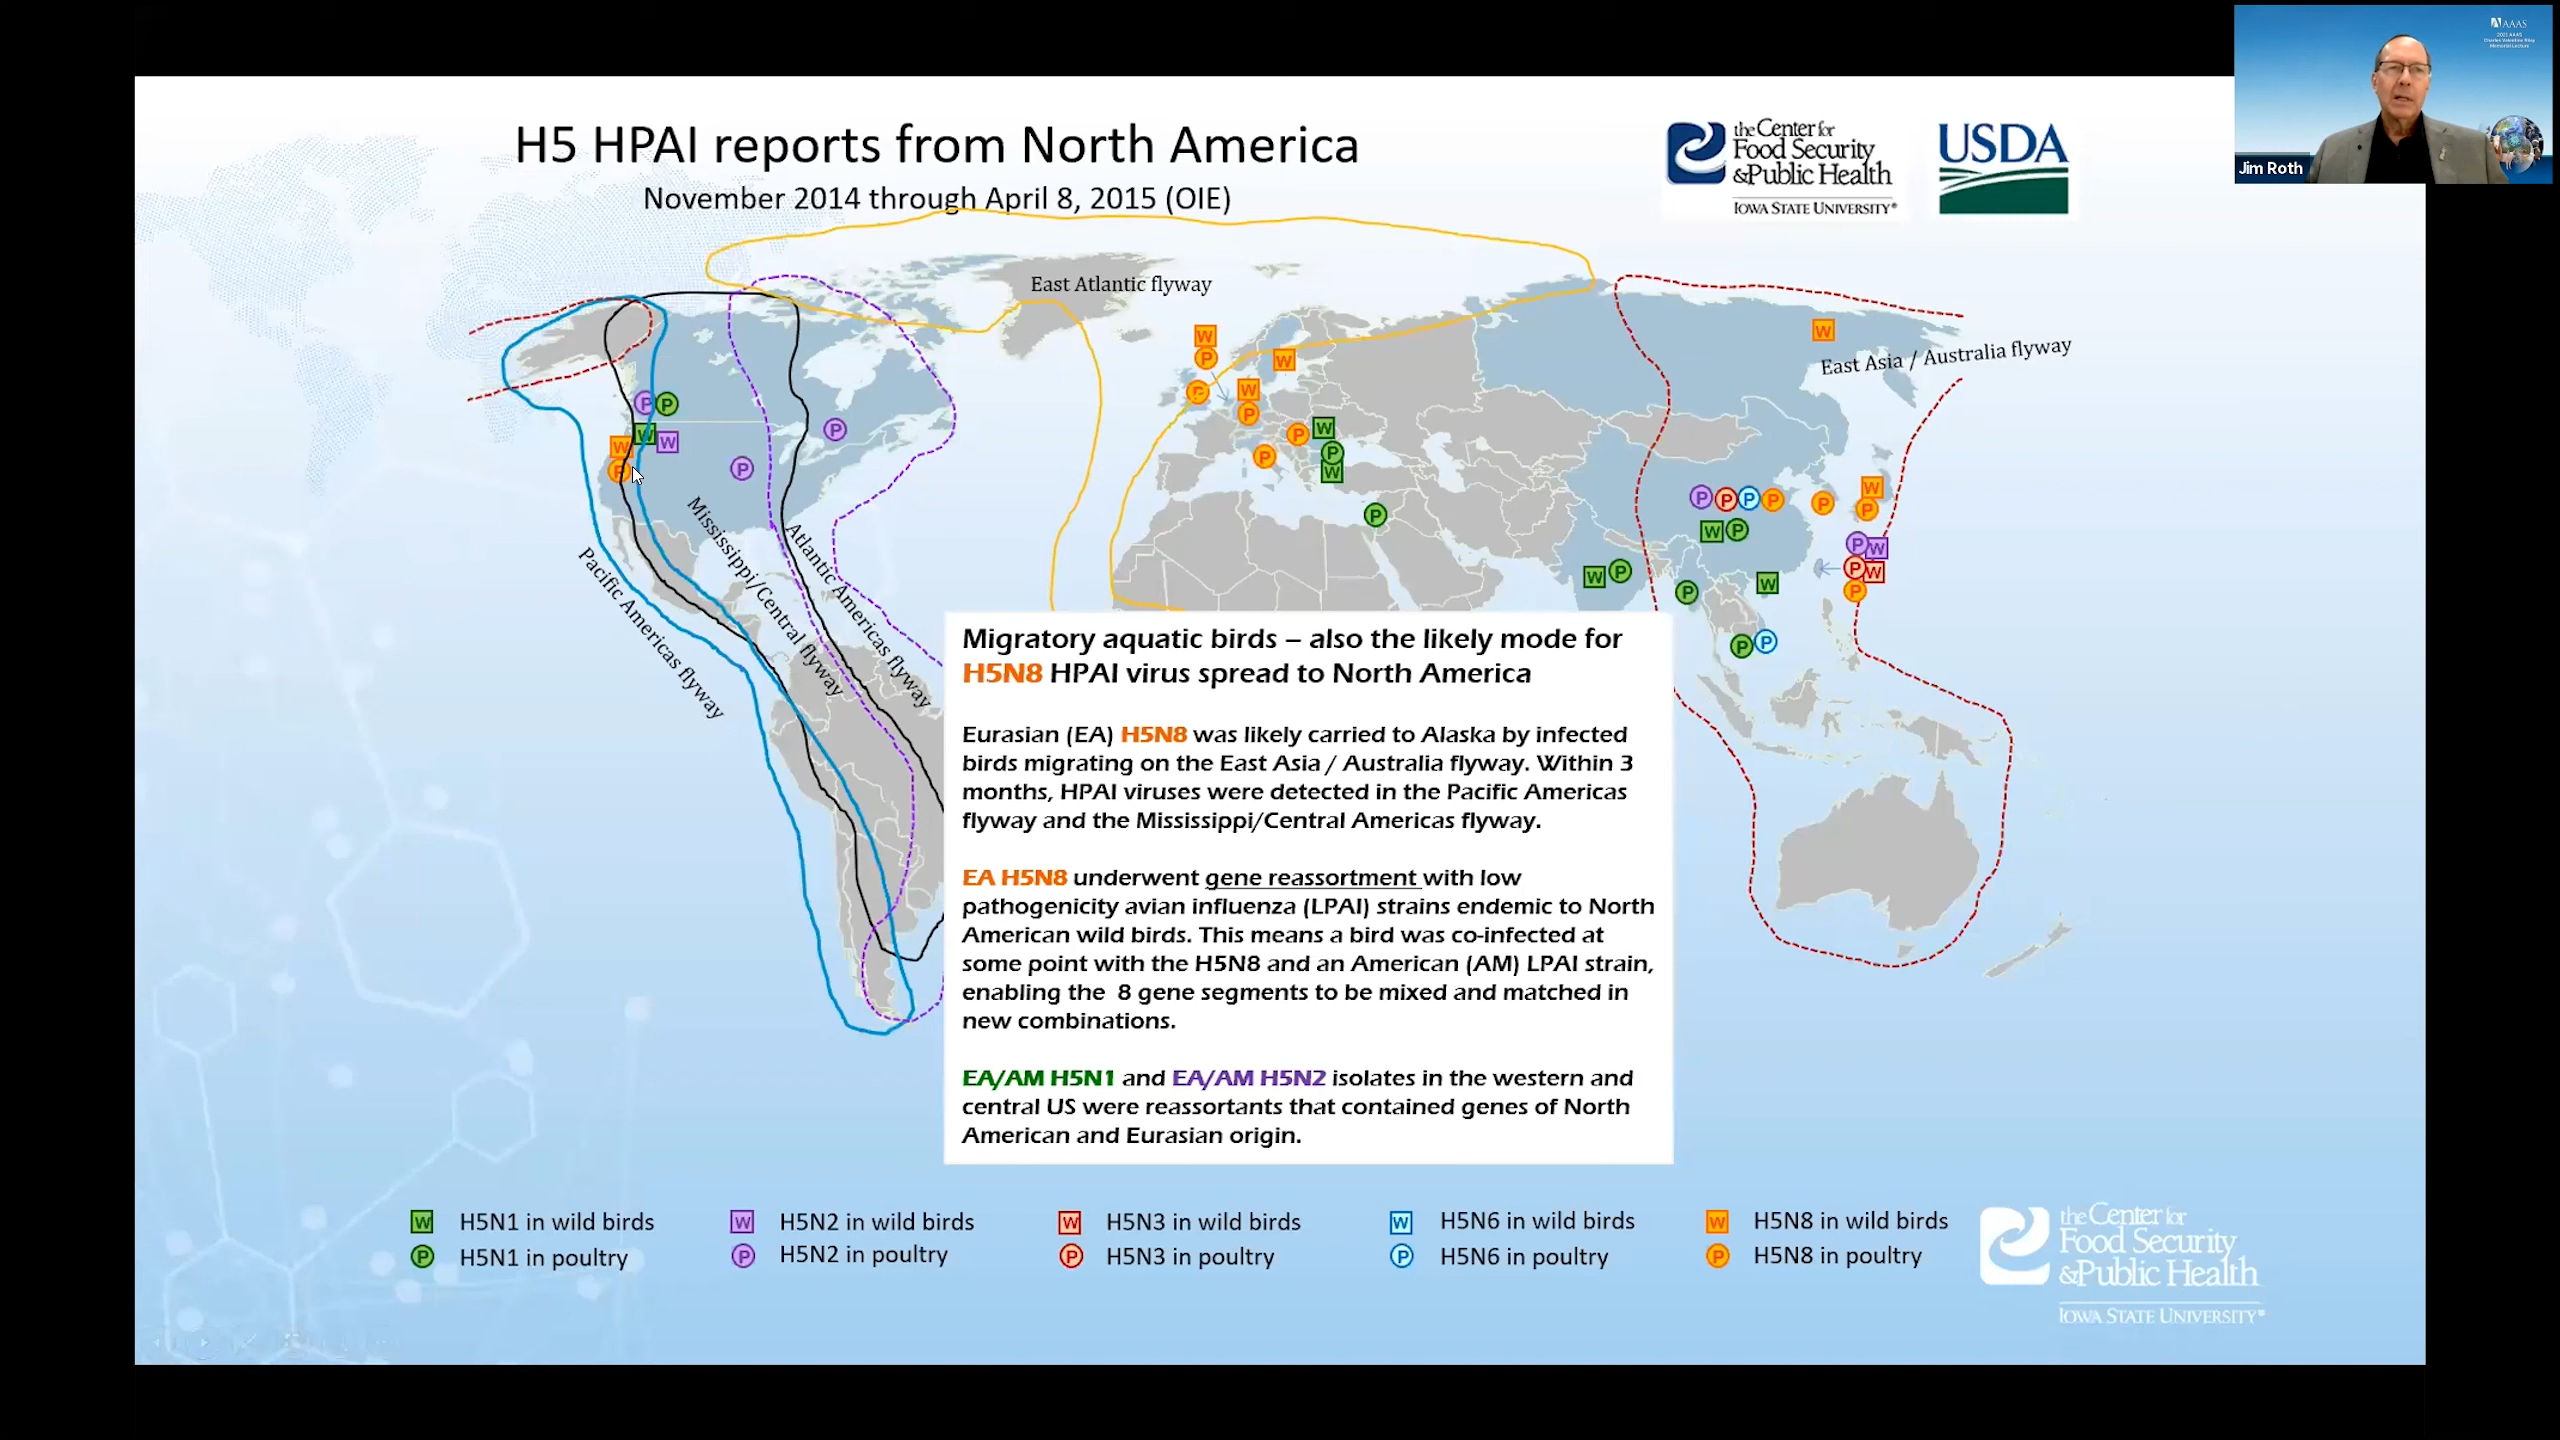 H5 HPAI reports from North America
November 2014 through April 8, 2015 (OIE)
the Center for
Food Security
&Public Health
IOWA STATE UNIVERSITY®
USDA
AAAS
2021 AAAS
Charles Valentine Riley
Memorial Lecture
Jim Roth
East Atlantic flyway
East Asia / Australia flyway
Pacific Americas flyway
Mississippi/Central flyway
Atlantic Americas flyway
W
P
W
P
W
P
P
P
W
W
P
P
P
W
W
P
P
W
W
P
P
P
P
W
P
W
P
W
P
P
P
P
P
W
P
W
P
P
W
P
W
P
W
P
W
P
P
P
Migratory aquatic birds – also the likely mode for
H5N8 HPAI virus spread to North America
Eurasian (EA) H5N8 was likely carried to Alaska by infected
birds migrating on the East Asia / Australia flyway. Within 3
months, HPAI viruses were detected in the Pacific Americas
flyway and the Mississippi/Central Americas flyway.
EA H5N8 underwent gene reassortment with low
pathogenicity avian influenza (LPAI) strains endemic to North
American wild birds. This means a bird was co-infected at
some point with the H5N8 and an American (AM) LPAI strain,
enabling the 8 gene segments to be mixed and matched in
new combinations.
EA/AM H5N1 and EA/AM H5N2 isolates in the western and
central US were reassortants that contained genes of North
American and Eurasian origin.
W H5N1 in wild birds
P H5N1 in poultry
W H5N2 in wild birds
P H5N2 in poultry
W H5N3 in wild birds
P H5N3 in poultry
W H5N6 in wild birds
P H5N6 in poultry
W H5N8 in wild birds
P H5N8 in poultry
the Center for
Food Security
&Public Health
IOWA STATE UNIVERSITY®